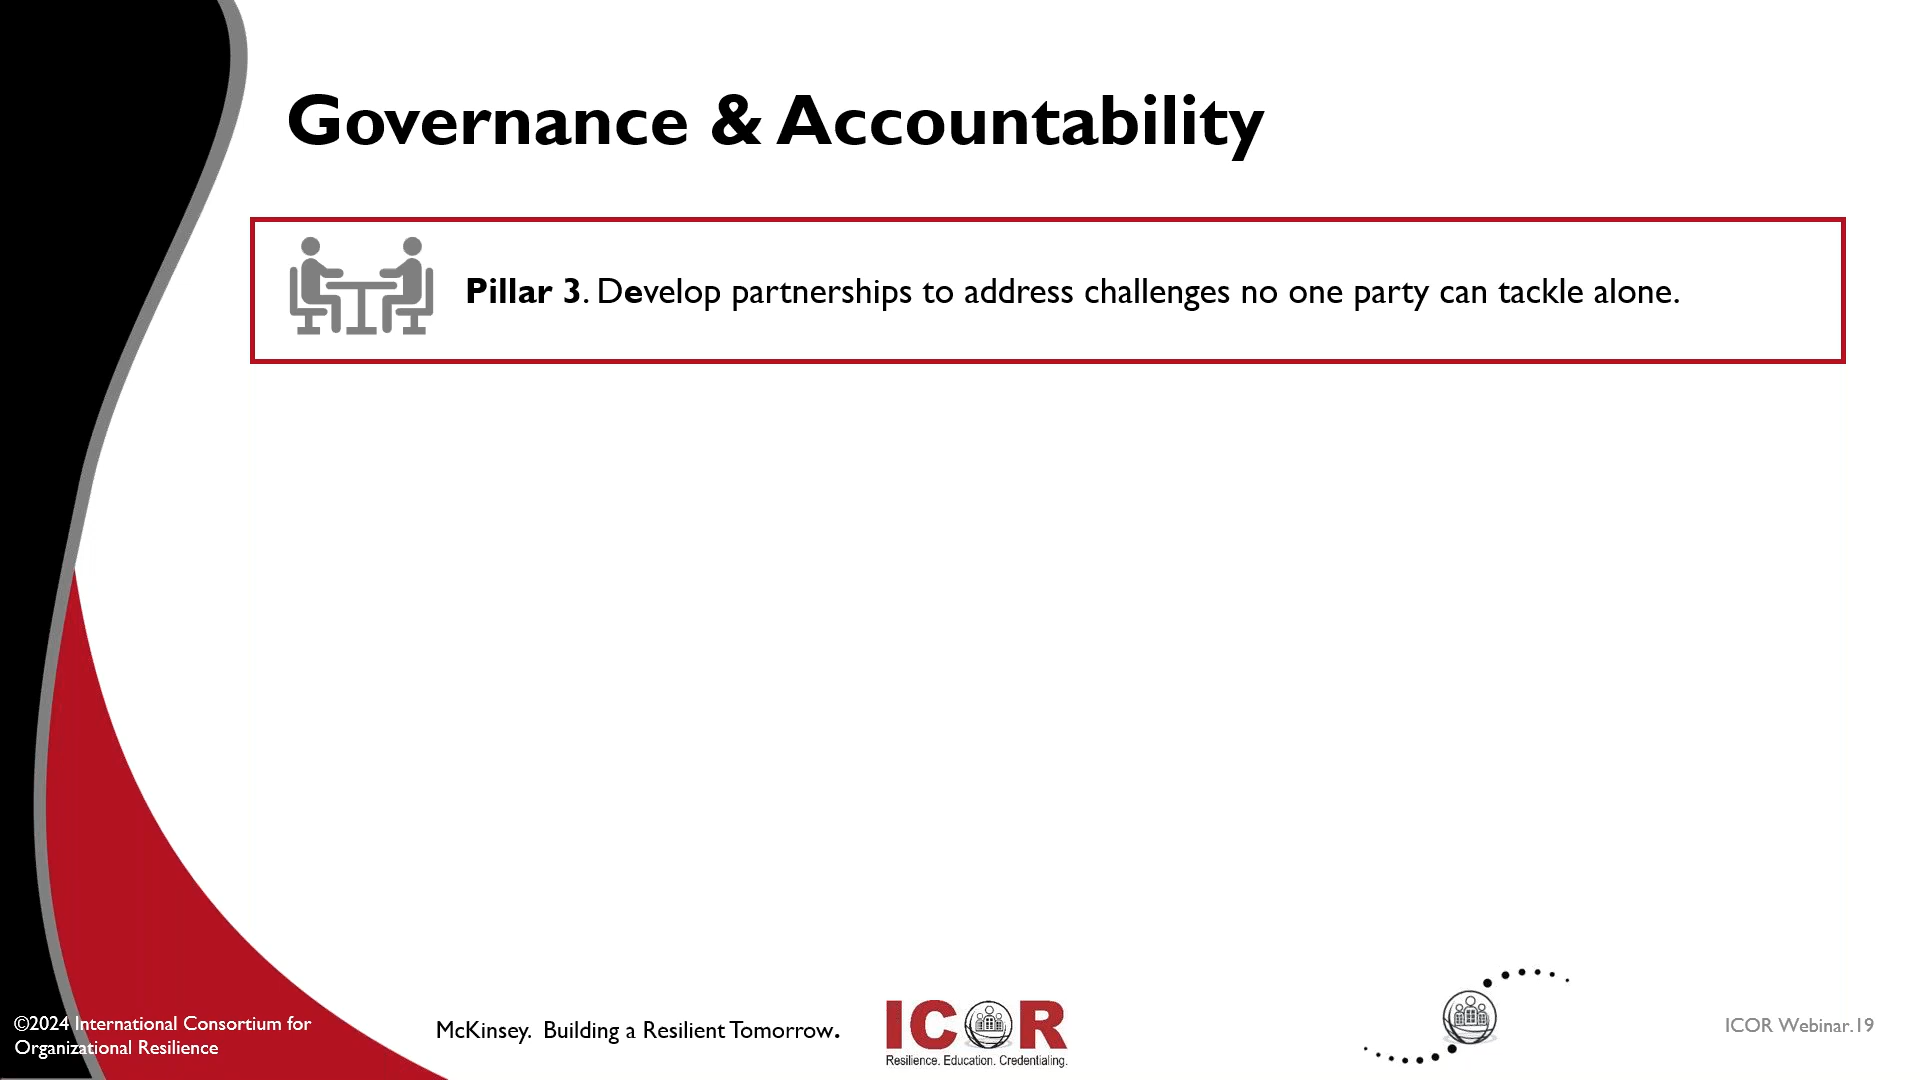 Governance & Accountability
Pillar 3. Develop partnerships to address challenges no one party can tackle alone.
©2024 International Consortium for
Organizational Resilience
McKinsey. Building a Resilient Tomorrow.
ICOR
Resilience. Education. Credentialing.
ICOR Webinar.19